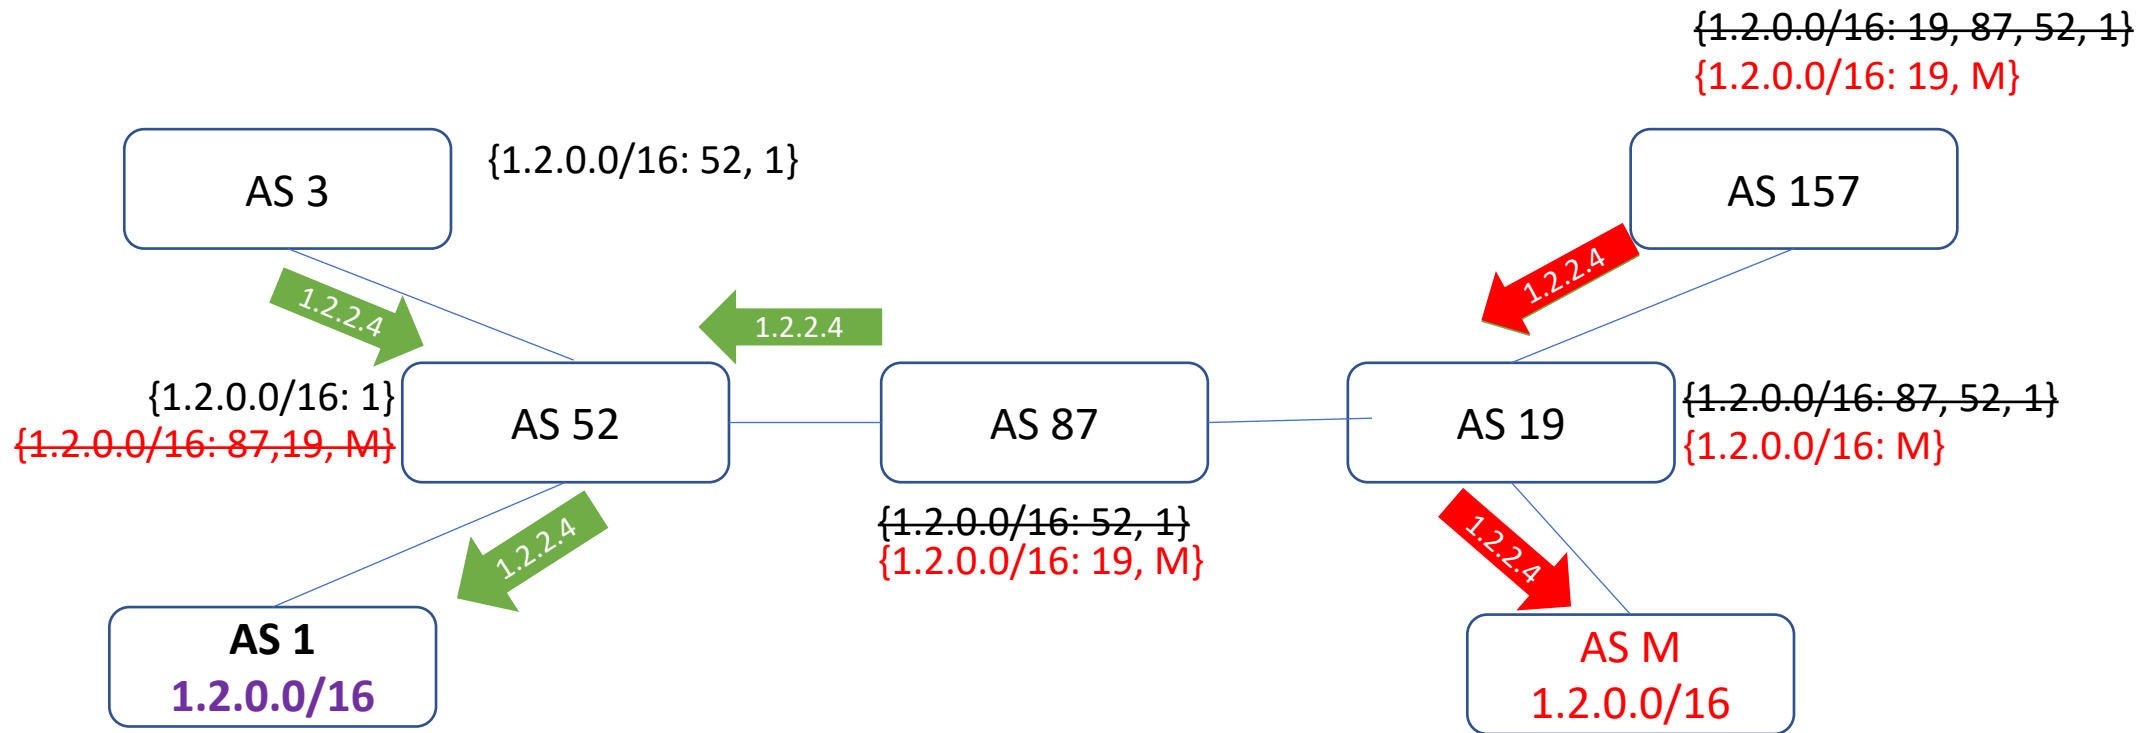 {1.2.0.0/16: 19, 87, 52, 1}
{1.2.0.0/16: 19, M}
AS 3
{1.2.0.0/16: 52, 1}
AS 157
1.2.2.4
1.2.2.4
1.2.2.4
{1.2.0.0/16: 1}
{1.2.0.0/16: 87,19, M}
AS 52
AS 87
AS 19
{1.2.0.0/16: 87, 52, 1}
{1.2.0.0/16: M}
1.2.2.4
{1.2.0.0/16: 52, 1}
{1.2.0.0/16: 19, M}
1.2.2.4
AS 1
1.2.0.0/16
AS M
1.2.0.0/16